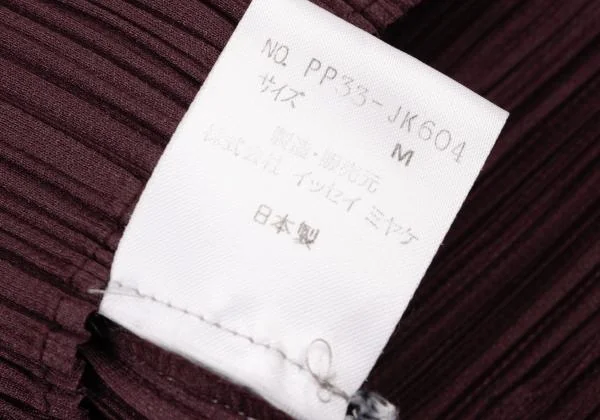 NO. PP33-JK604
サイズ M
製造・販売元
株式会社 イッセイ ミヤケ
日本製